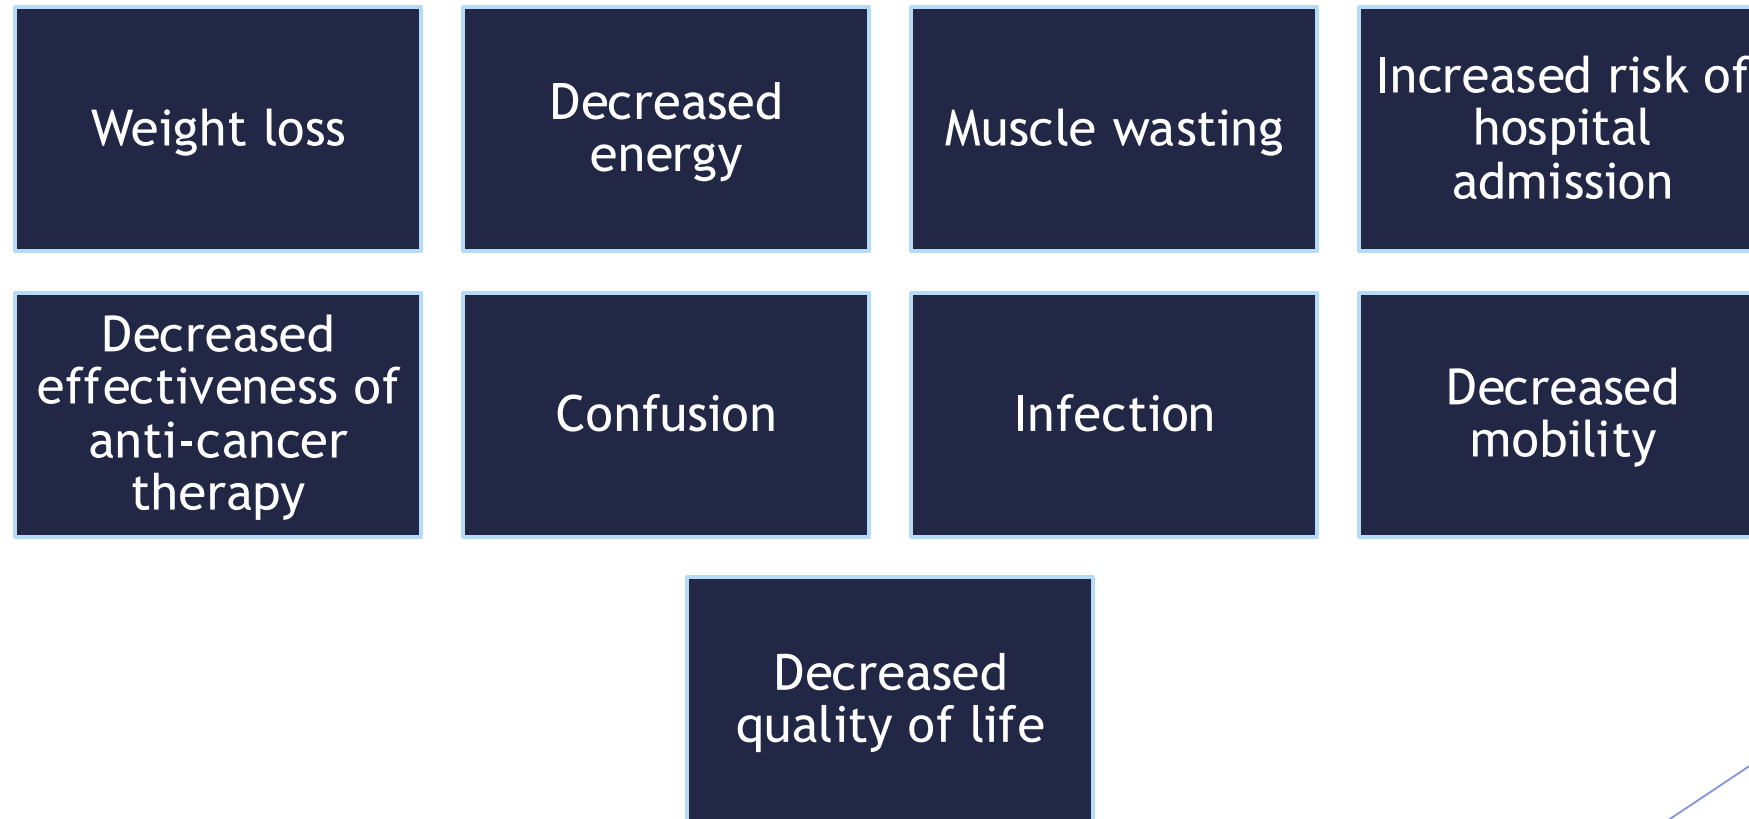 Weight loss
Decreased
energy
Muscle wasting
Increased risk of
hospital
admission
Decreased
effectiveness of
anti-cancer
therapy
Confusion
Infection
Decreased
mobility
Decreased
quality of life